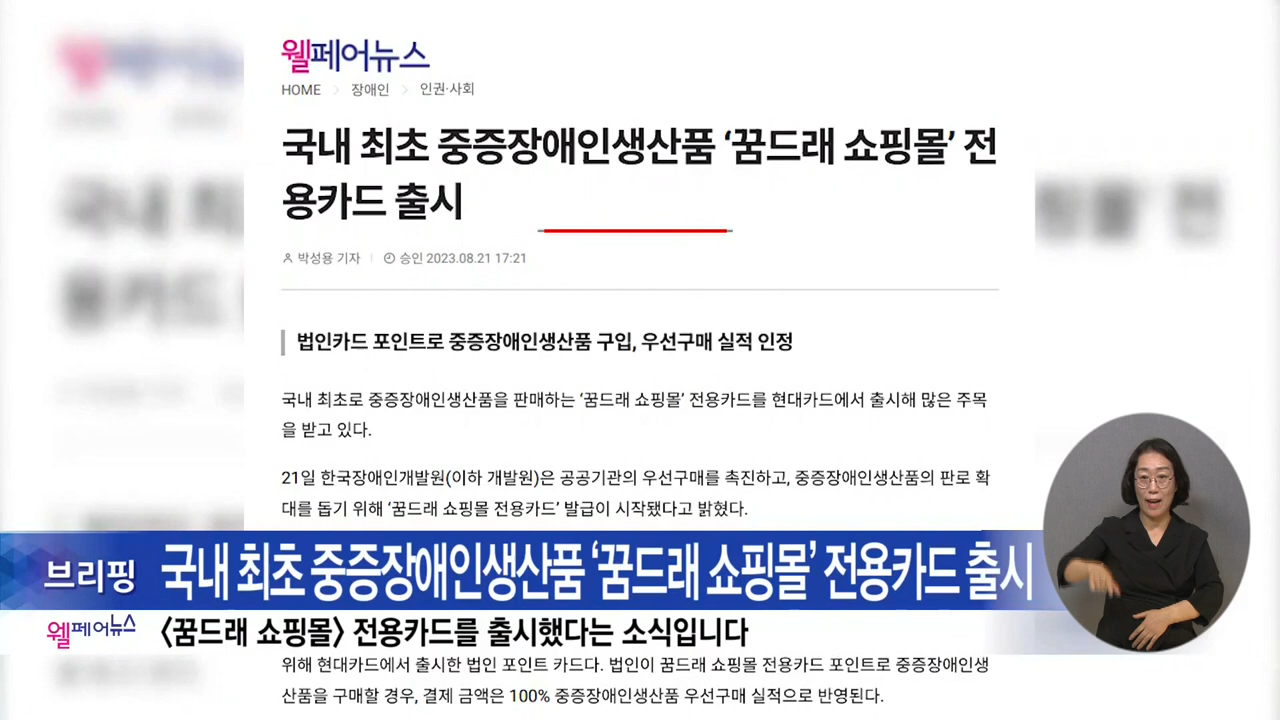 웰페어뉴스
HOME > 장애인 > 인권·사회
국내 최초 중증장애인생산품 ‘꿈드래 쇼핑몰’ 전
용카드 출시
박성용 기자 | 승인 2023.08.21 17:21
법인카드 포인트로 중증장애인생산품 구입, 우선구매 실적 인정
국내 최초로 중증장애인생산품을 판매하는 ‘꿈드래 쇼핑몰’ 전용카드를 현대카드에서 출시해 많은 주목
을 받고 있다.
21일 한국장애인개발원(이하 개발원)은 공공기관의 우선구매를 촉진하고, 중증장애인생산품의 판로 확
대를 돕기 위해 ‘꿈드래 쇼핑몰 전용카드’ 발급이 시작됐다고 밝혔다.
브리핑 국내 최초 중증장애인생산품 ‘꿈드래 쇼핑몰’ 전용카드 출시
웰페어뉴스 <꿈드래 쇼핑몰> 전용카드를 출시했다는 소식입니다
위해 현대카드에서 출시한 법인 포인트 카드다. 법인이 꿈드래 쇼핑몰 전용카드 포인트로 중증장애인생
산품을 구매할 경우, 결제 금액은 100% 중증장애인생산품 우선구매 실적으로 반영된다.